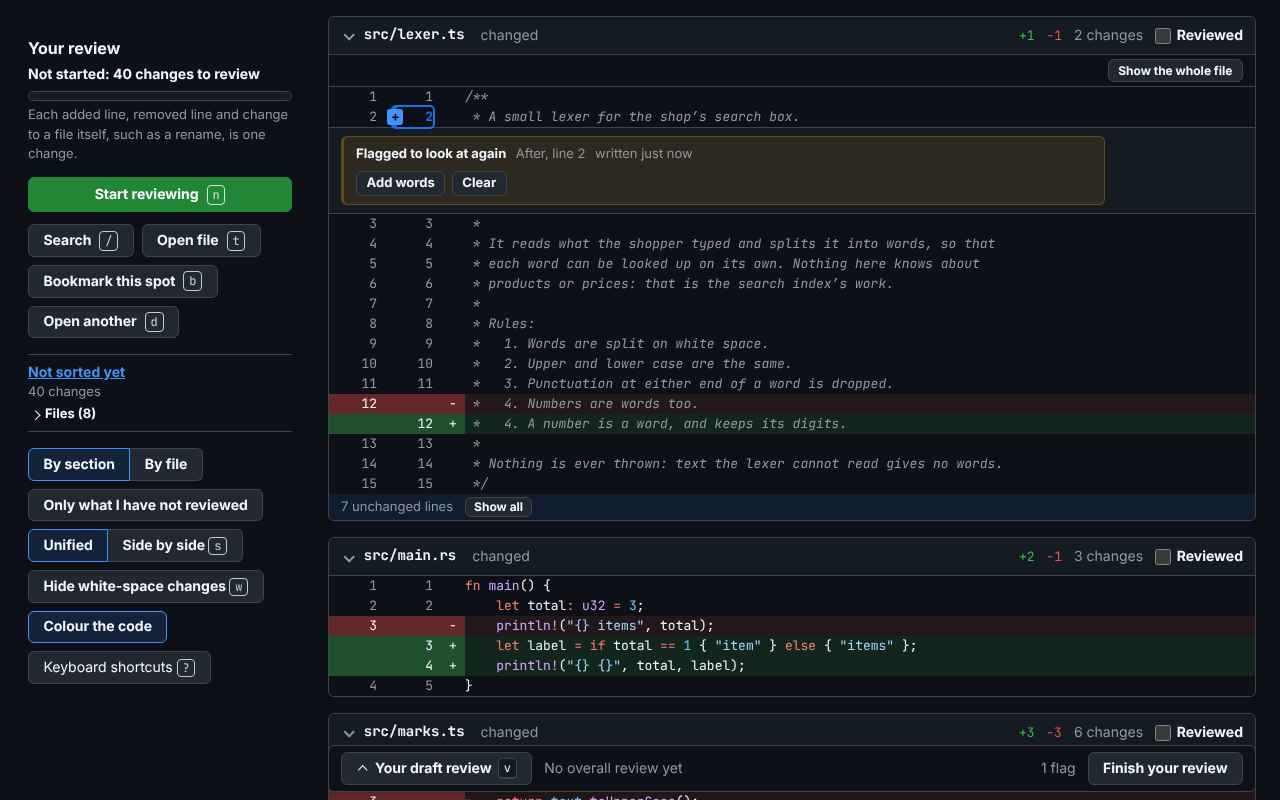 Your review
Not started: 40 changes to review
Each added line, removed line and change
to a file itself, such as a rename, is one
change.
Start reviewing n
Search / Open file t
Bookmark this spot b
Open another d
Not sorted yet
40 changes
Files (8)
By section By file
Only what I have not reviewed
Unified Side by side s
Hide white-space changes w
Colour the code
Keyboard shortcuts ?
src/lexer.ts changed +1 -1 2 changes Reviewed
Show the whole file
1 1 /**
2 + 2 * A small lexer for the shop’s search box.
Flagged to look at again After, line 2 written just now
Add words Clear
3 3 *
4 4 * It reads what the shopper typed and splits it into words, so that
5 5 * each word can be looked up on its own. Nothing here knows about
6 6 * products or prices: that is the search index’s work.
7 7 *
8 8 * Rules:
9 9 * 1. Words are split on white space.
10 10 * 2. Upper and lower case are the same.
11 11 * 3. Punctuation at either end of a word is dropped.
12 - * 4. Numbers are words too.
12 + * 4. A number is a word, and keeps its digits.
13 13 *
14 14 * Nothing is ever thrown: text the lexer cannot read gives no words.
15 15 */
7 unchanged lines Show all
src/main.rs changed +2 -1 3 changes Reviewed
1 1 fn main() {
2 2 let total: u32 = 3;
3 - println!("{} items", total);
3 + let label = if total == 1 { "item" } else { "items" };
4 + println!("{} {}", total, label);
4 5 }
src/marks.ts changed +3 -3 6 changes Reviewed
Your draft review v No overall review yet 1 flag Finish your review